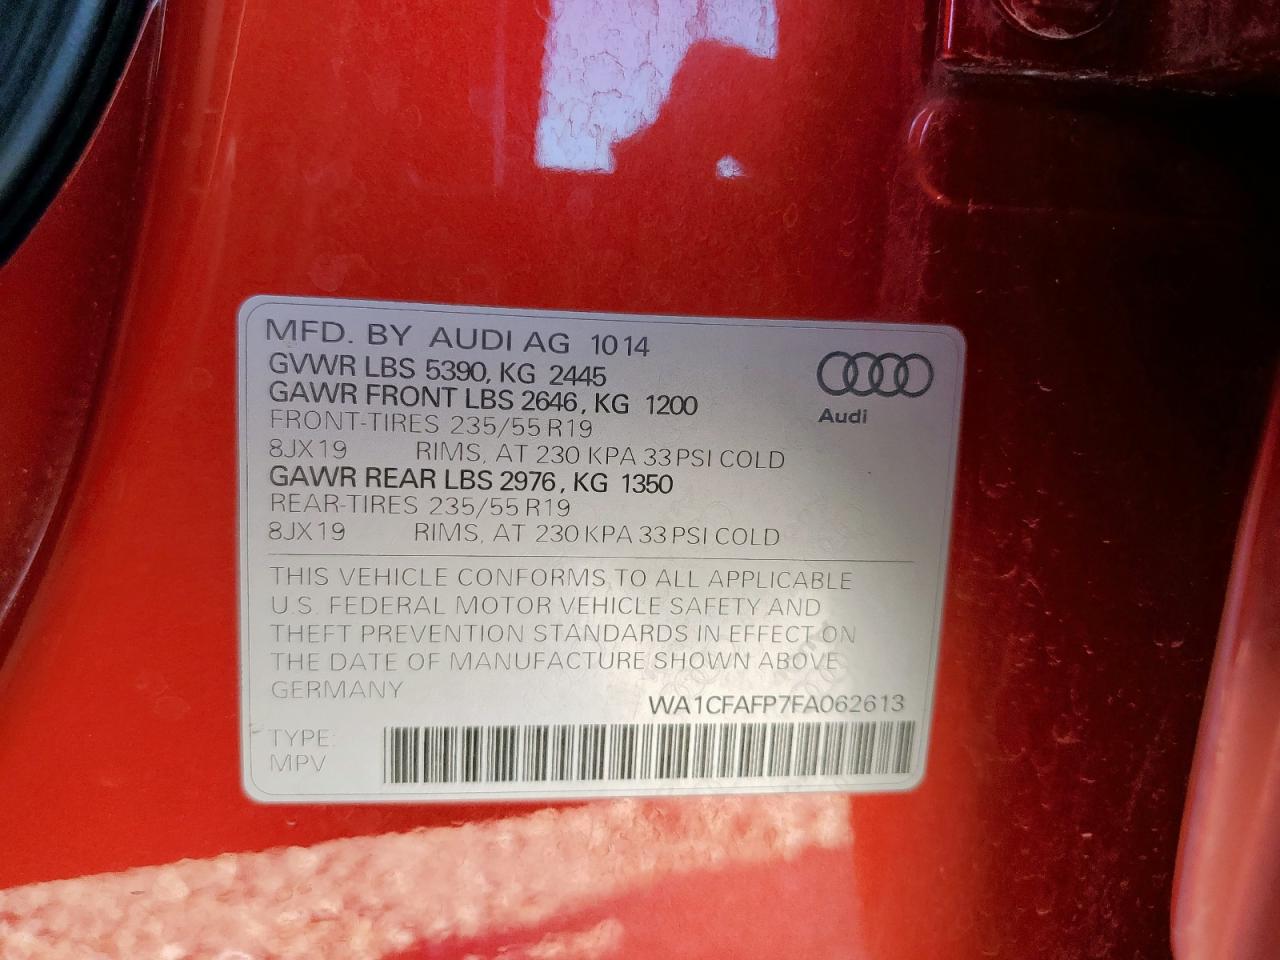 MFD. BY AUDI AG 10 14
GVWR LBS 5390, KG 2445
GAWR FRONT LBS 2646, KG 1200
FRONT-TIRES 235/55 R19
8JX19 RIMS, AT 230 KPA 33 PSI COLD
GAWR REAR LBS 2976, KG 1350
REAR-TIRES 235/55 R19
8JX19 RIMS, AT 230 KPA 33 PSI COLD
Audi
THIS VEHICLE CONFORMS TO ALL APPLICABLE
U.S. FEDERAL MOTOR VEHICLE SAFETY AND
THEFT PREVENTION STANDARDS IN EFFECT ON
THE DATE OF MANUFACTURE SHOWN ABOVE
GERMANY
WA1CFAFP7FA062613
TYPE:
MPV